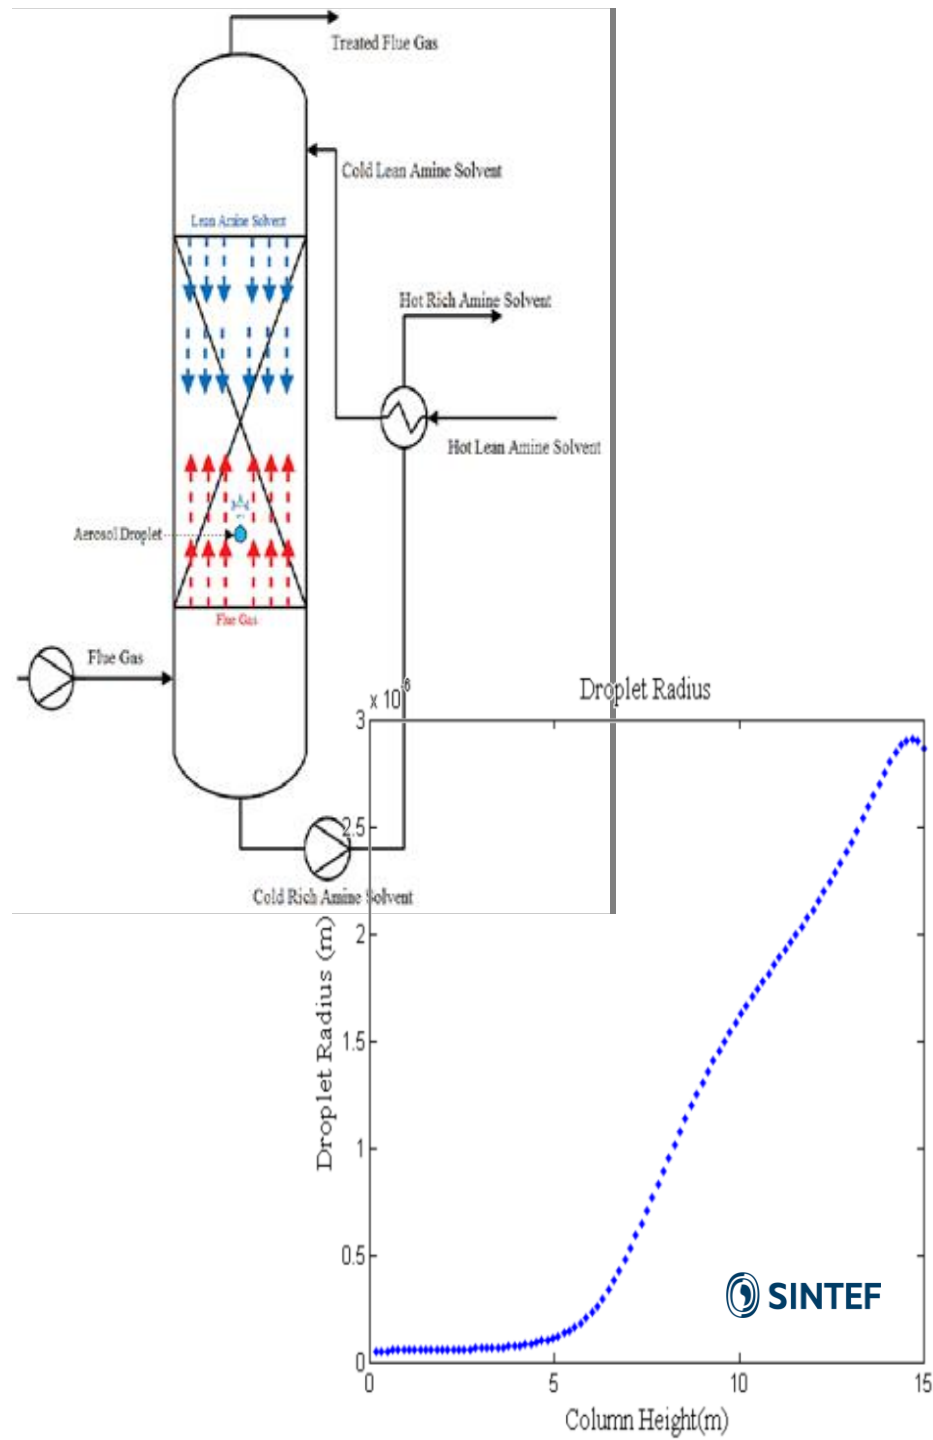 Treated Flue Gas
Cold Lean Amine Solvent
Lean Amine Solvent
Hot Rich Amine Solvent
Hot Lean Amine Solvent
Aerosol Droplet
Flue Gas
Flue Gas
Cold Rich Amine Solvent
Droplet Radius
x 10-6
3
2.5
2
1.5
1
0.5
0
Droplet Radius (m)
0 5 10 15
Column Height(m)
SINTEF